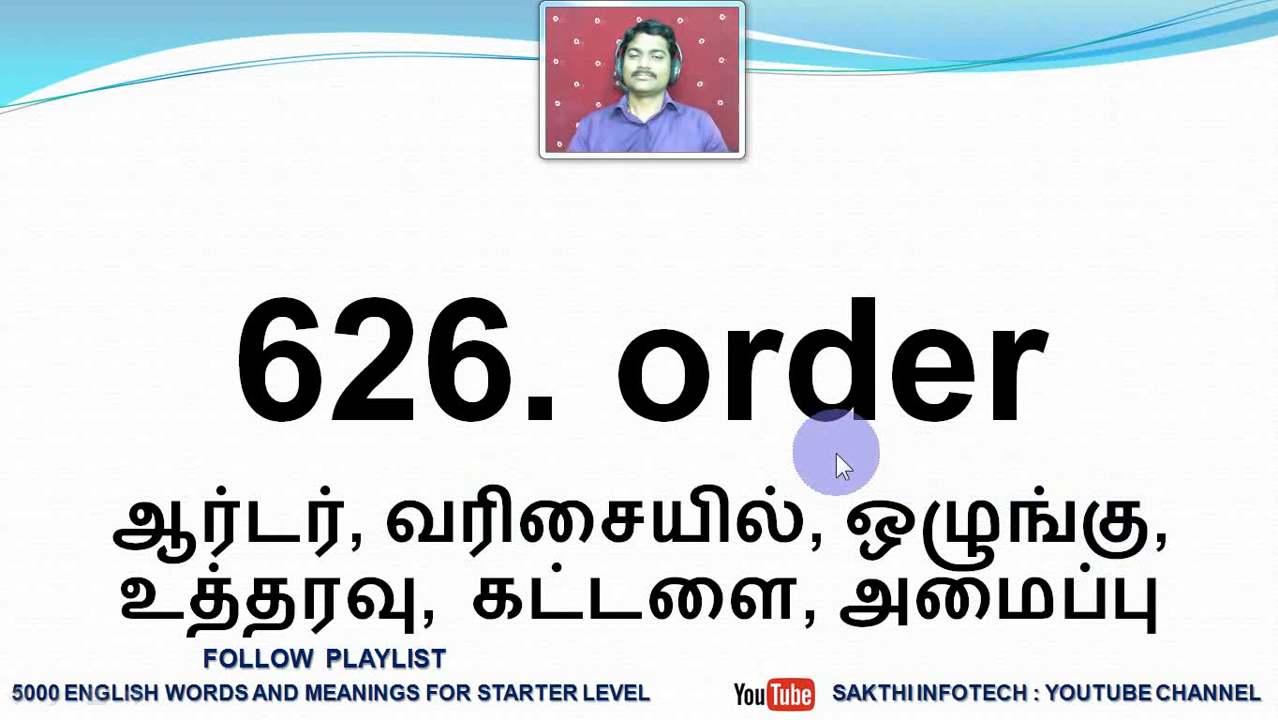 626. order
ஆர்டர், வரிசையில், ஒழுங்கு,
உத்தரவு, கட்டளை, அமைப்பு
FOLLOW PLAYLIST
5000 ENGLISH WORDS AND MEANINGS FOR STARTER LEVEL
YouTube SAKTHI INFOTECH : YOUTUBE CHANNEL